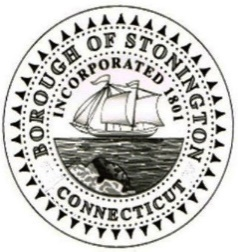 BOROUGH OF STONINGTON
INCORPORATED 1801
CONNECTICUT